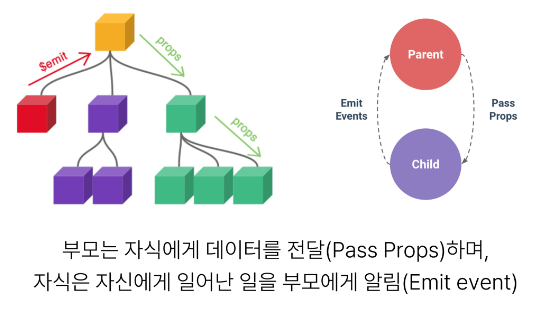 $emit
props
props
Parent
Emit
Events
Pass
Props
Child
부모는 자식에게 데이터를 전달(Pass Props)하며,
자식은 자신에게 일어난 일을 부모에게 알림(Emit event)